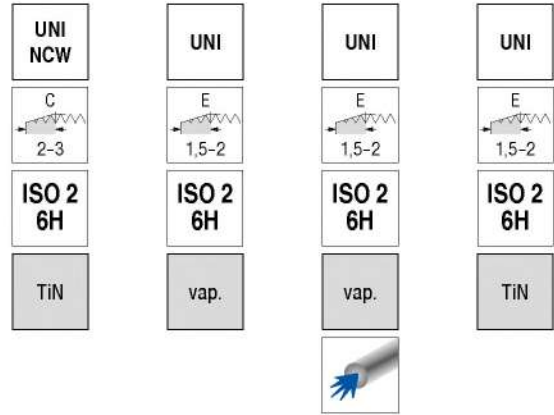 UNI
NCW
UNI
UNI
UNI
C
2–3
E
1,5–2
E
1,5–2
E
1,5–2
ISO 2
6H
ISO 2
6H
ISO 2
6H
ISO 2
6H
TiN
vap.
vap.
TiN